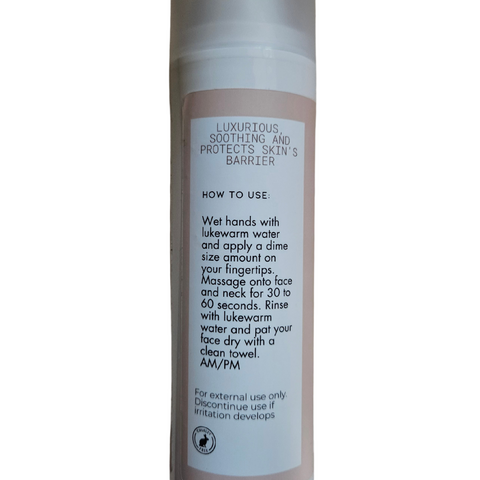 LUXURIOUS,
SOOTHING AND
PROTECTS SKIN'S
BARRIER
HOW TO USE:
Wet hands with
lukewarm water
and apply a dime
size amount on
your fingertips.
Massage onto face
and neck for 30 to
60 seconds. Rinse
with lukewarm
water and pat your
face dry with a
clean towel.
AM/PM
For external use only.
Discontinue use if
irritation develops
CRUELTY
FREE